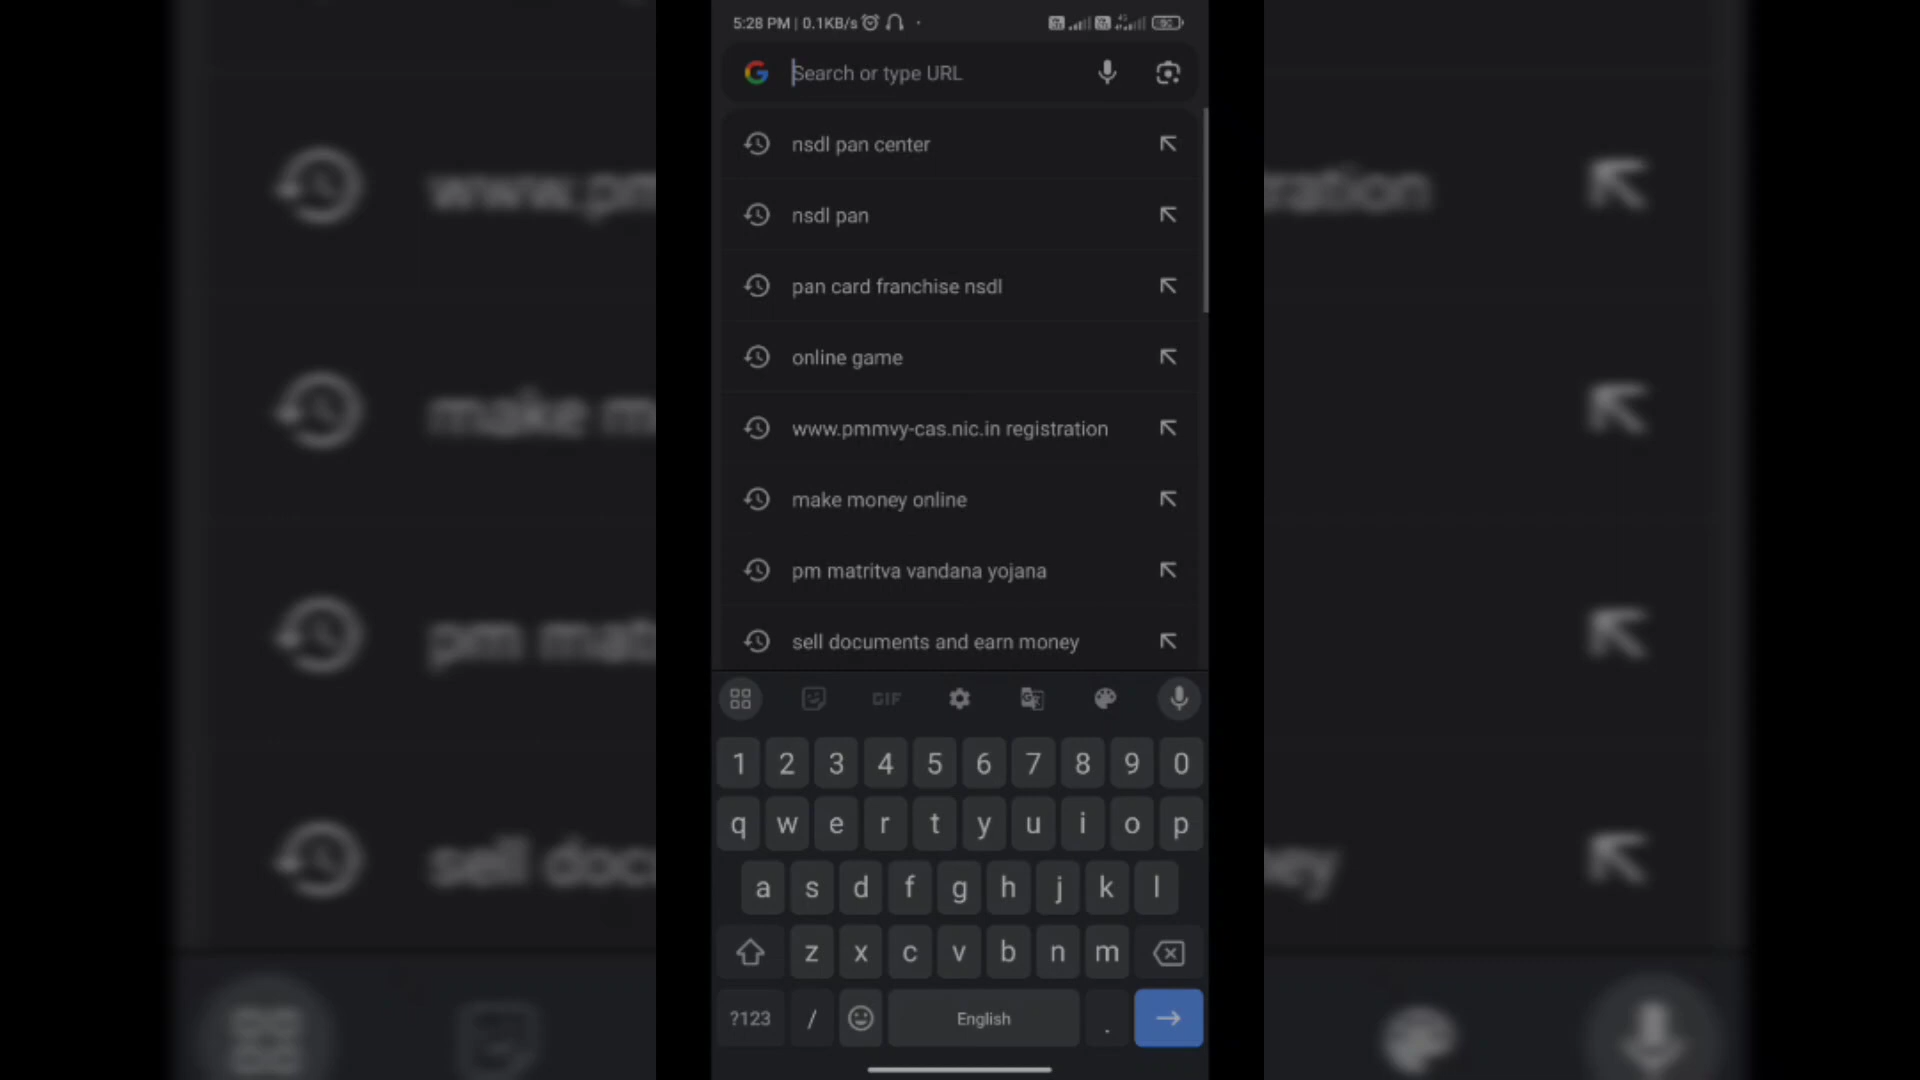 5:28 PM | 0.1KB/s
Search or type URL
nsdl pan center
nsdl pan
pan card franchise nsdl
online game
www.pmmvy-cas.nic.in registration
make money online
pm matritva vandana yojana
sell documents and earn money
GIF
1 2 3 4 5 6 7 8 9 0
q w e r t y u i o p
a s d f g h j k l
z x c v b n m
?123 / English .